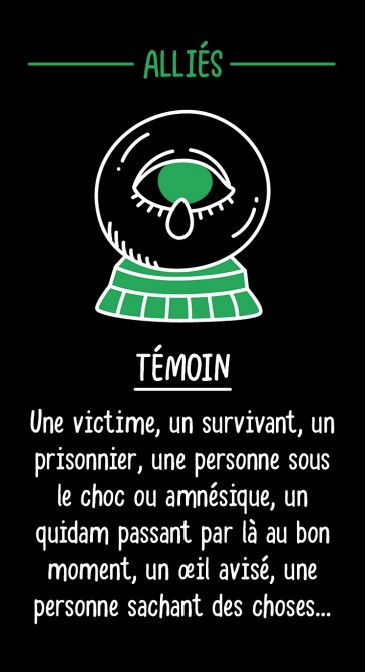 ALLIÉS
TÉMOIN
Une victime, un survivant, un
prisonnier, une personne sous
le choc ou amnésique, un
quidam passant par là au bon
moment, un œil avisé, une
personne sachant des choses...